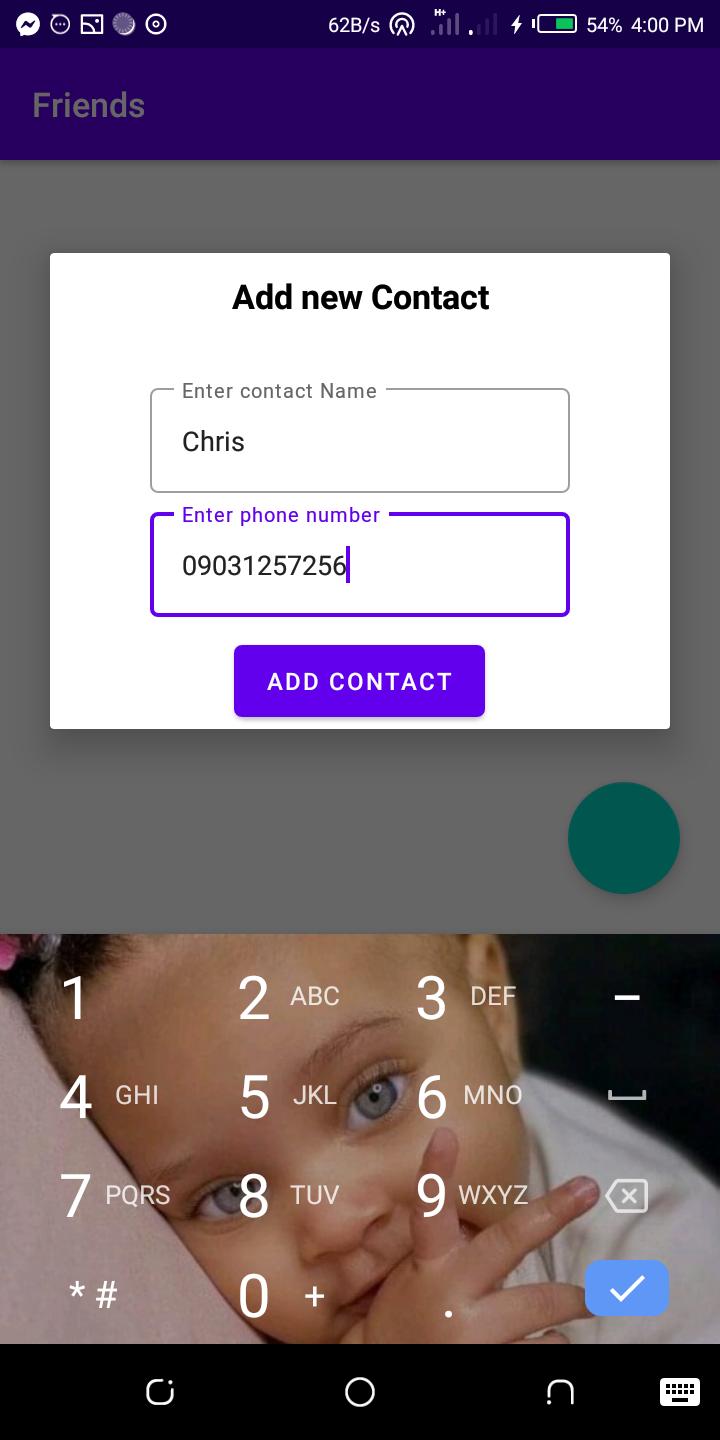 62B/s H+ 54% 4:00 PM
Friends
Add new Contact
Enter contact Name
Chris
Enter phone number
09031257256
ADD CONTACT
1 2 ABC 3 DEF –
4 GHI 5 JKL 6 MNO
7 PQRS 8 TUV 9 WXYZ
* # 0 + .